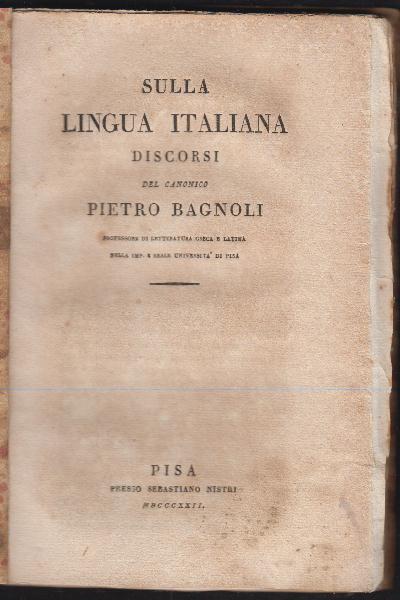 SULLA
LINGUA ITALIANA
DISCORSI
DEL CANONICO
PIETRO BAGNOLI
PROFESSORE DI LETTERATURA GRECA E LATINA
NELLA IMP. E REALE UNIVERSITA' DI PISA
PISA
PRESSO SEBASTIANO NISTRI
MDCCCXXII.